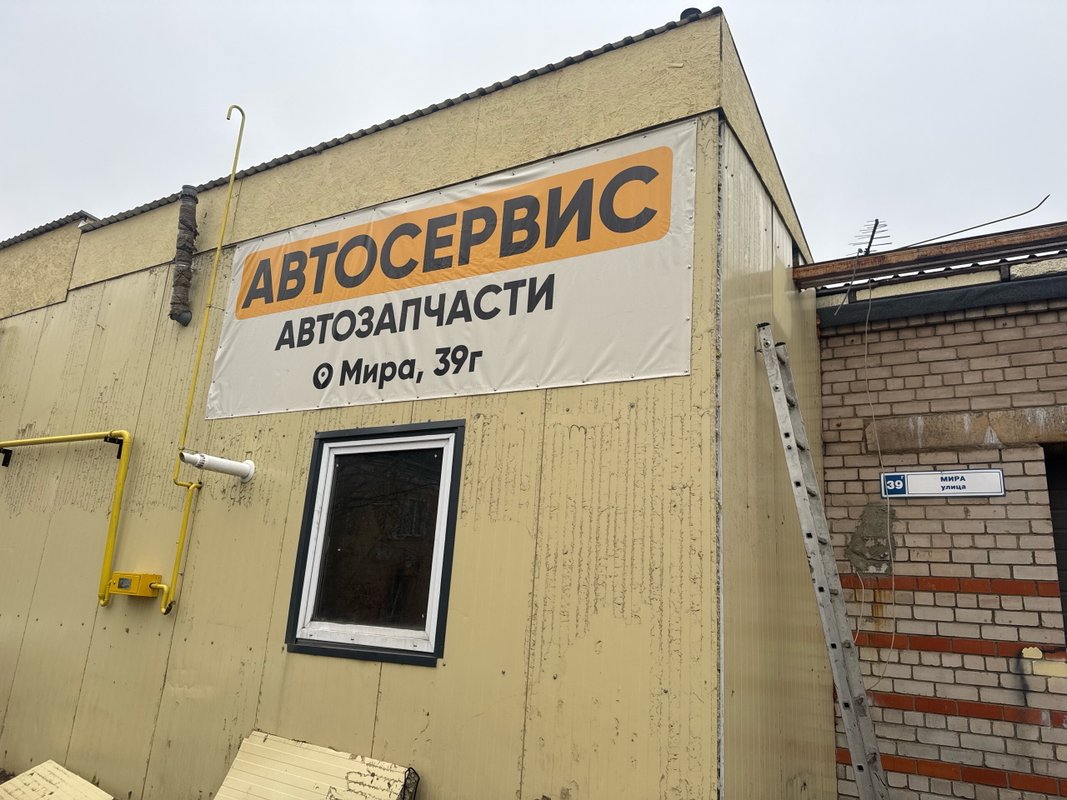 АВТОСЕРВИС
АВТОЗАПЧАСТИ
Мира, 39г
39 г
МИРА
улица